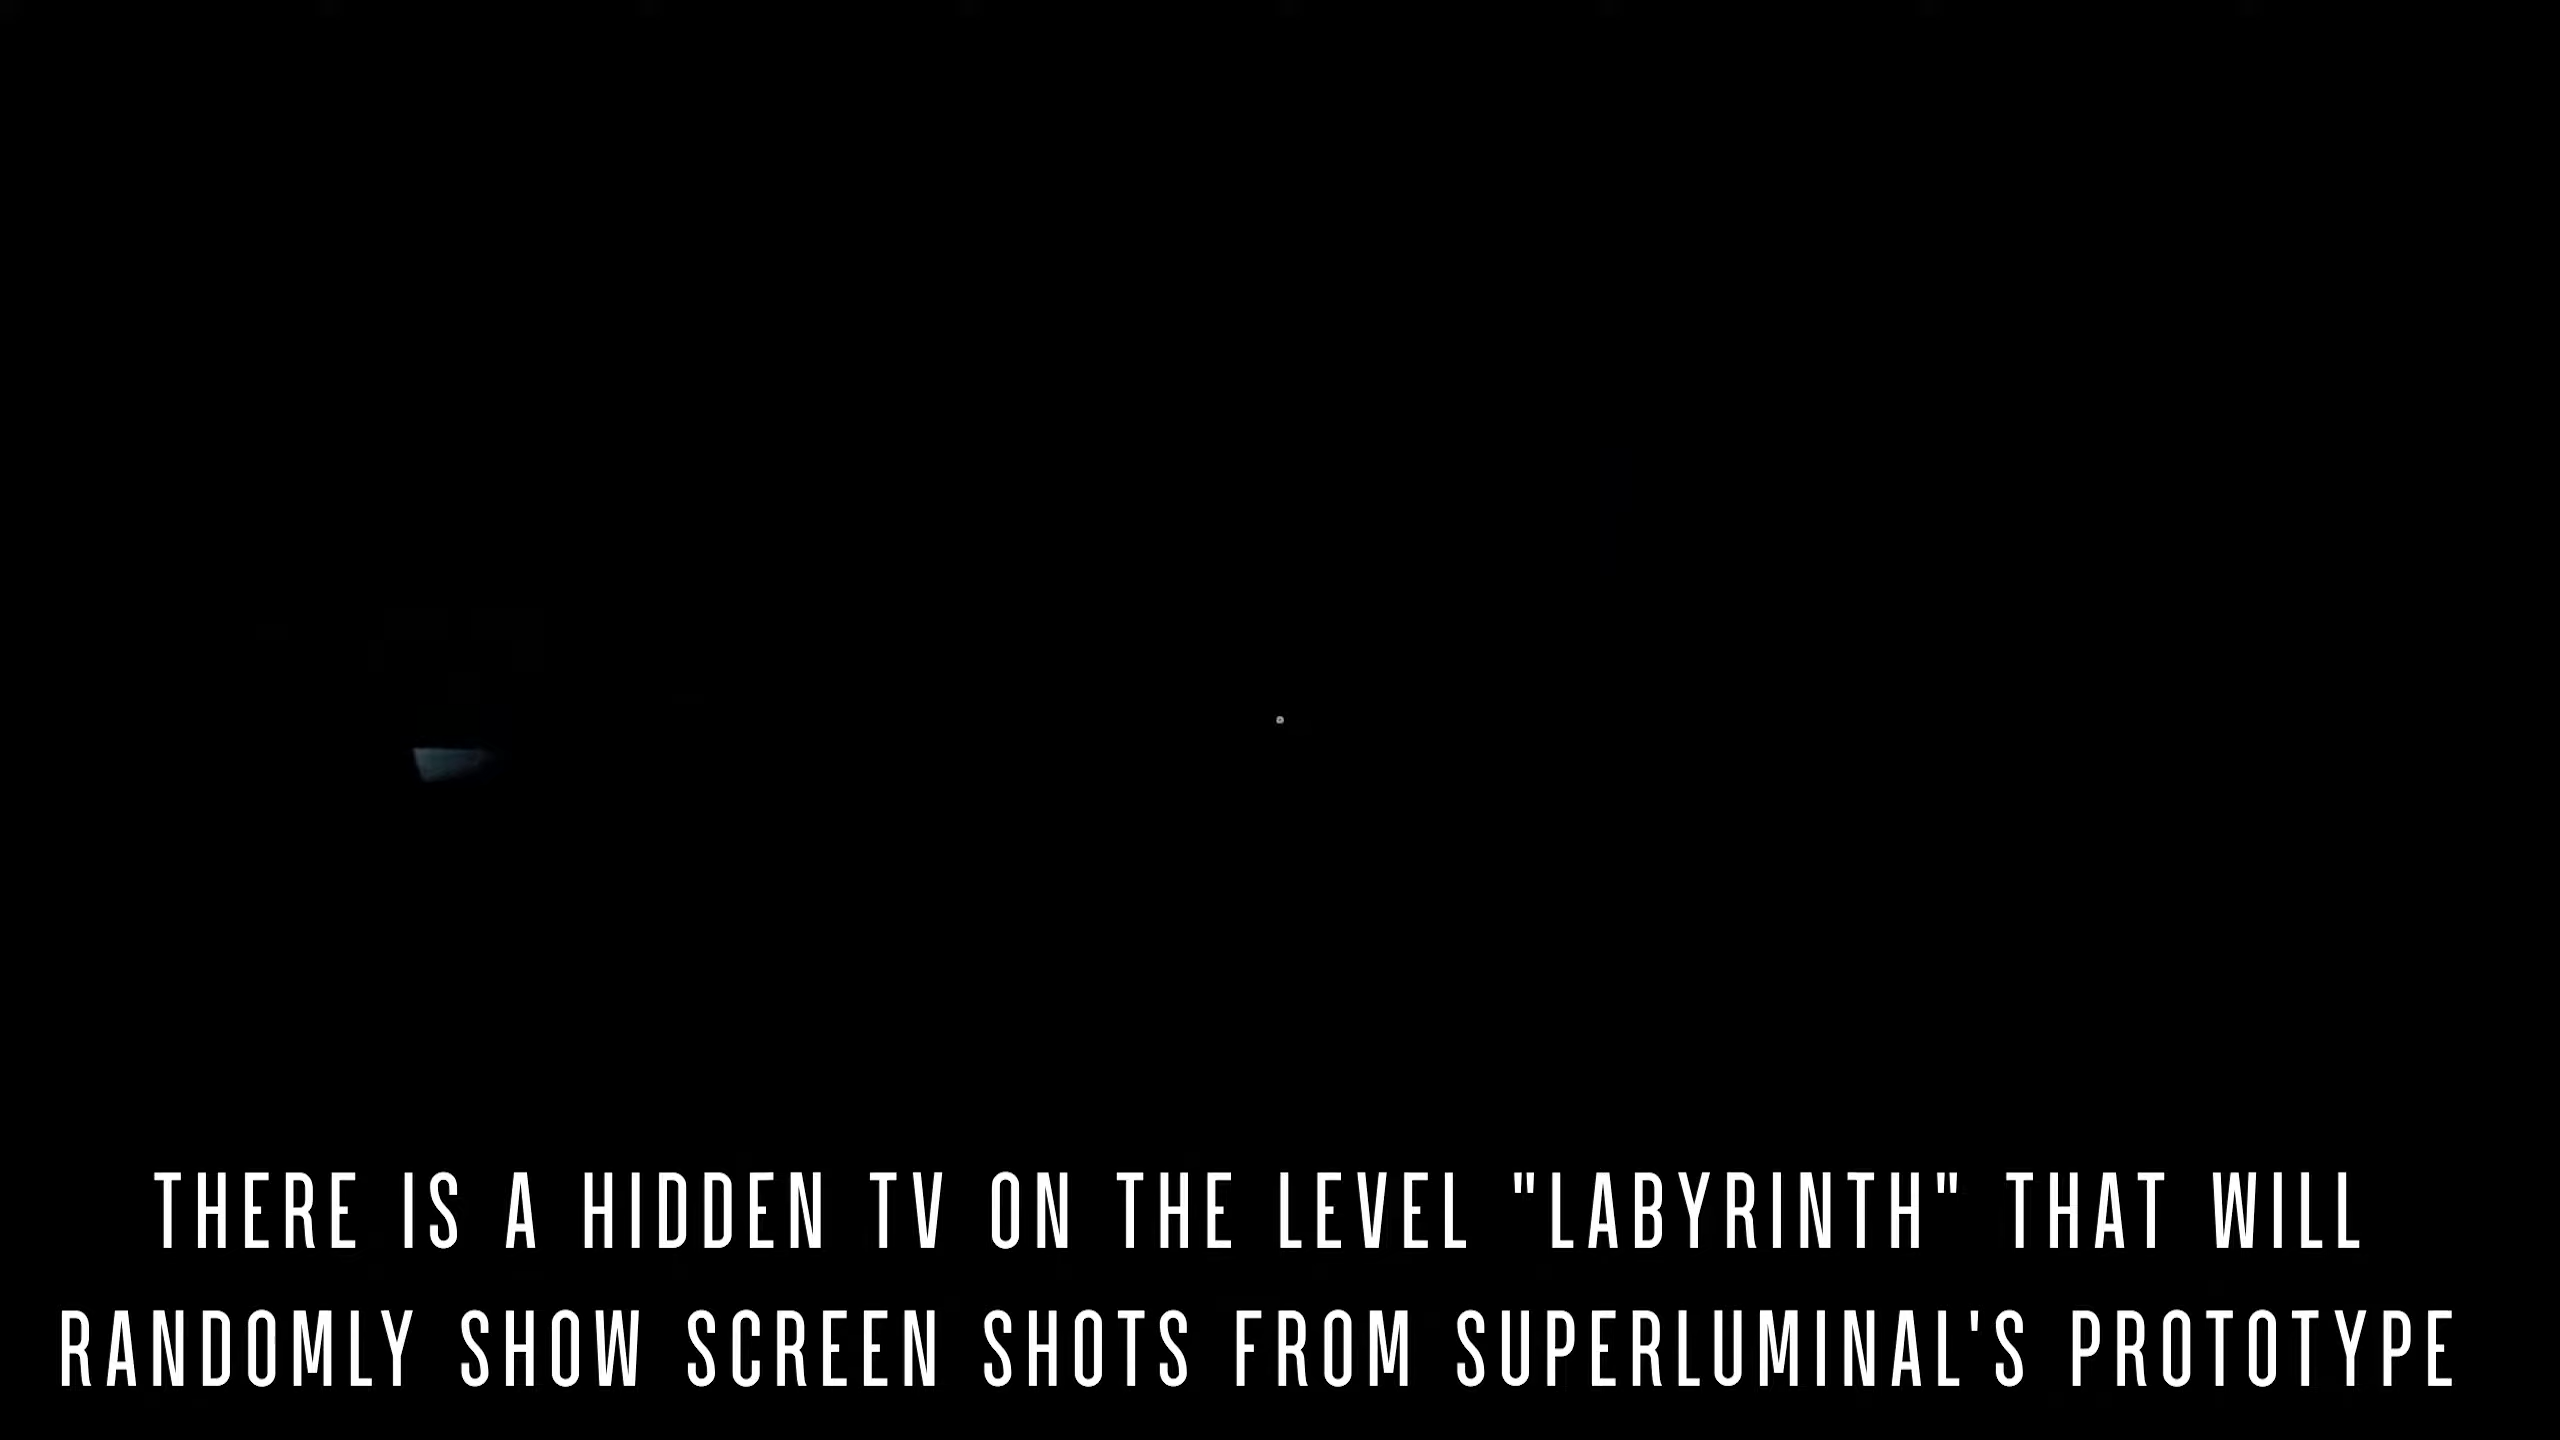 THERE IS A HIDDEN TV ON THE LEVEL "LABYRINTH" THAT WILL
RANDOMLY SHOW SCREEN SHOTS FROM SUPERLUMINAL'S PROTOTYPE